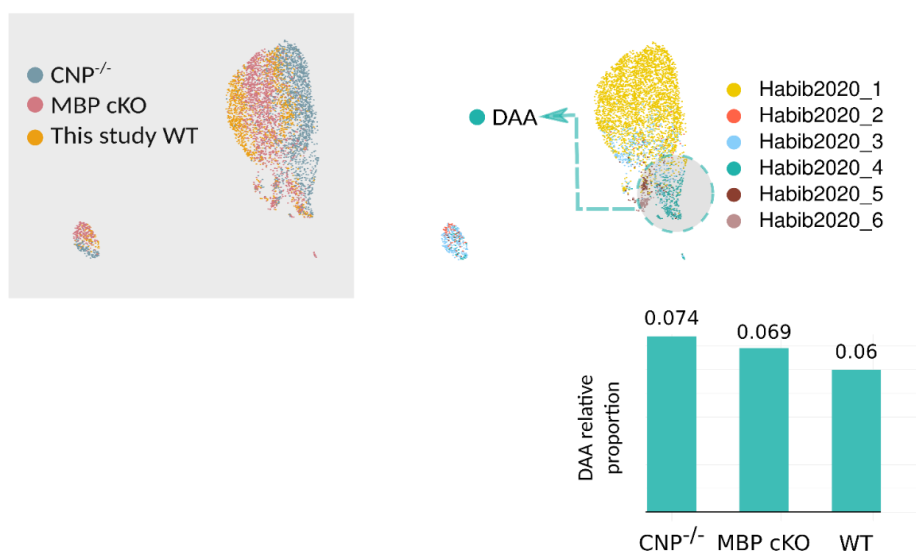 CNP-/-
MBP cKO
This study WT
DAA
Habib2020_1
Habib2020_2
Habib2020_3
Habib2020_4
Habib2020_5
Habib2020_6
0.074
0.069
0.06
DAA relative
proportion
CNP-/-
MBP cKO
WT